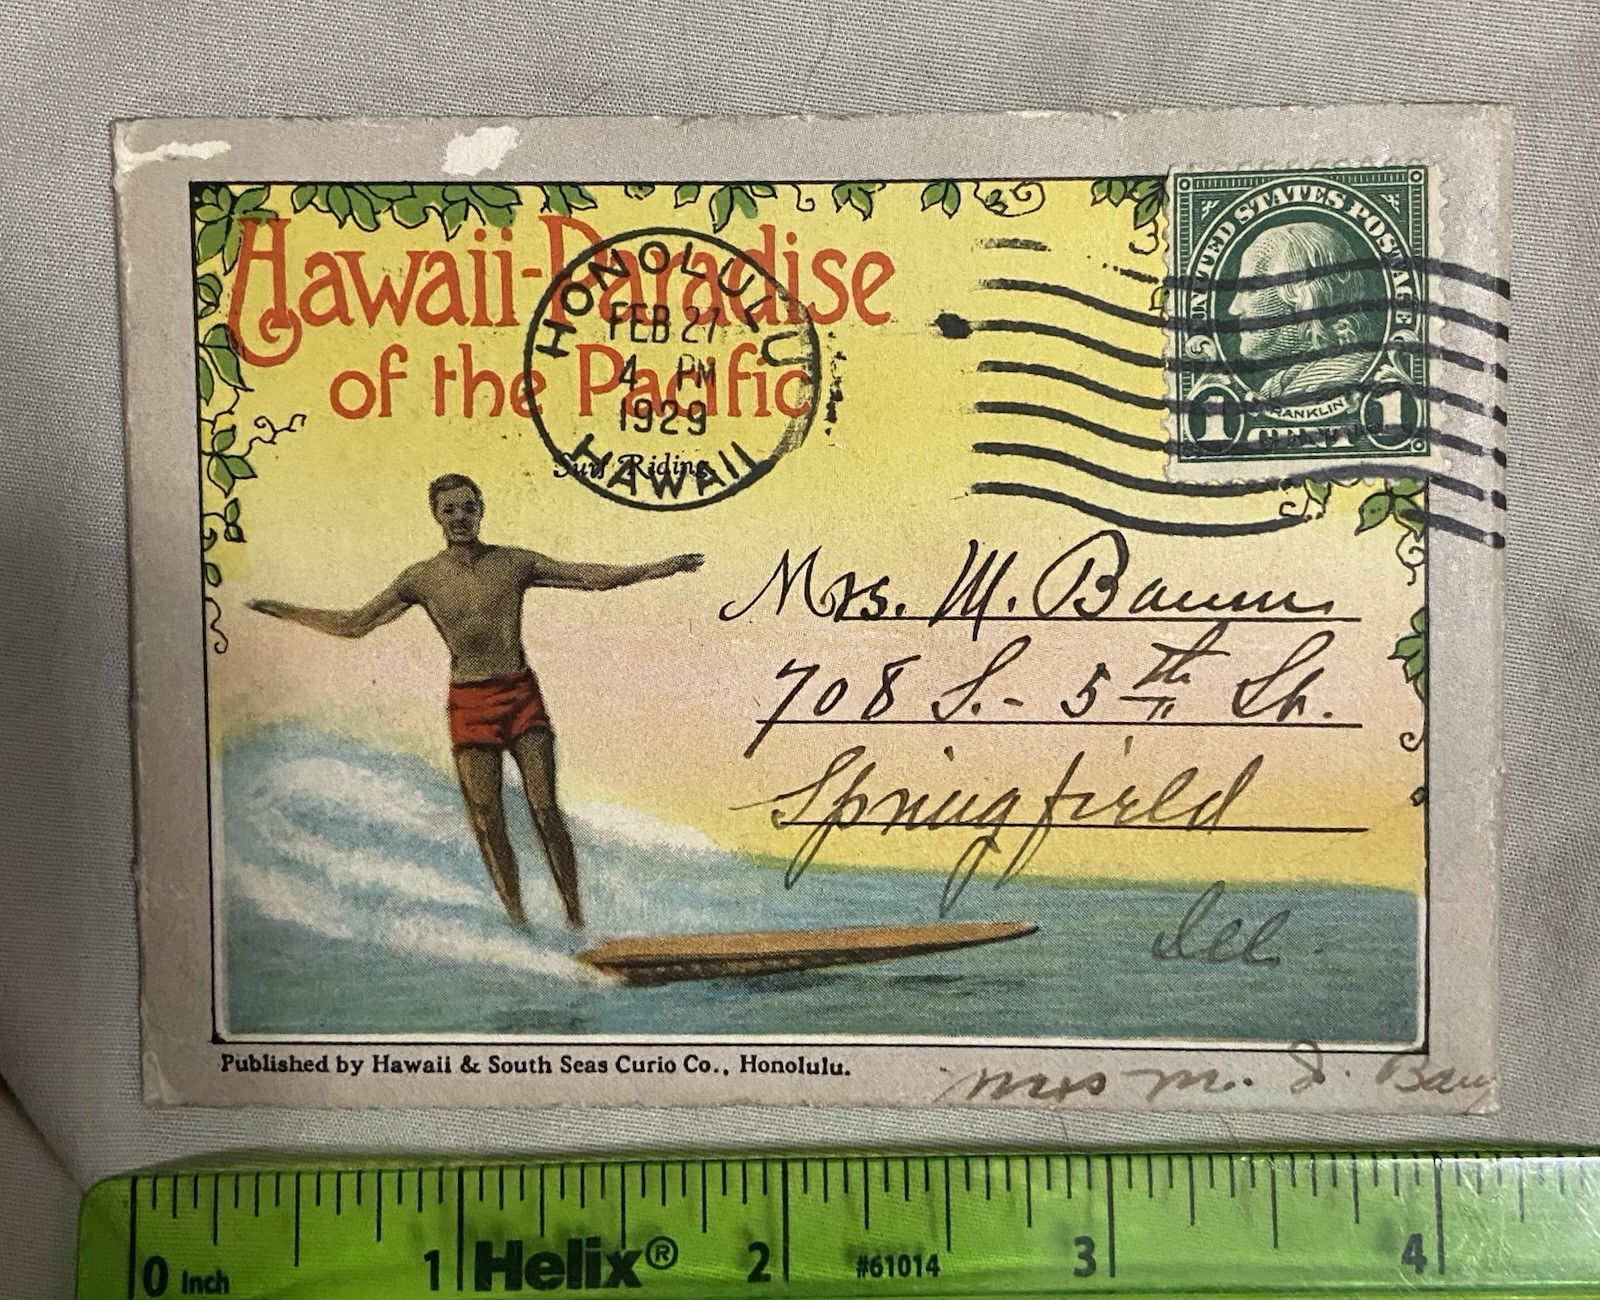 Hawaii-Paradise
of the Pacific
Surf Riding
HONOLULU
FEB 27
4 PM
1929
HAWAII
UNITED STATES POSTAGE
FRANKLIN
1 1
Mrs. M. Baum
708 S. - 5th St.
Springfield
Ill.
Published by Hawaii & South Seas Curio Co., Honolulu.
Mrs M. J. Bau
0 Inch 1 Helix® 2 #61014 3 4